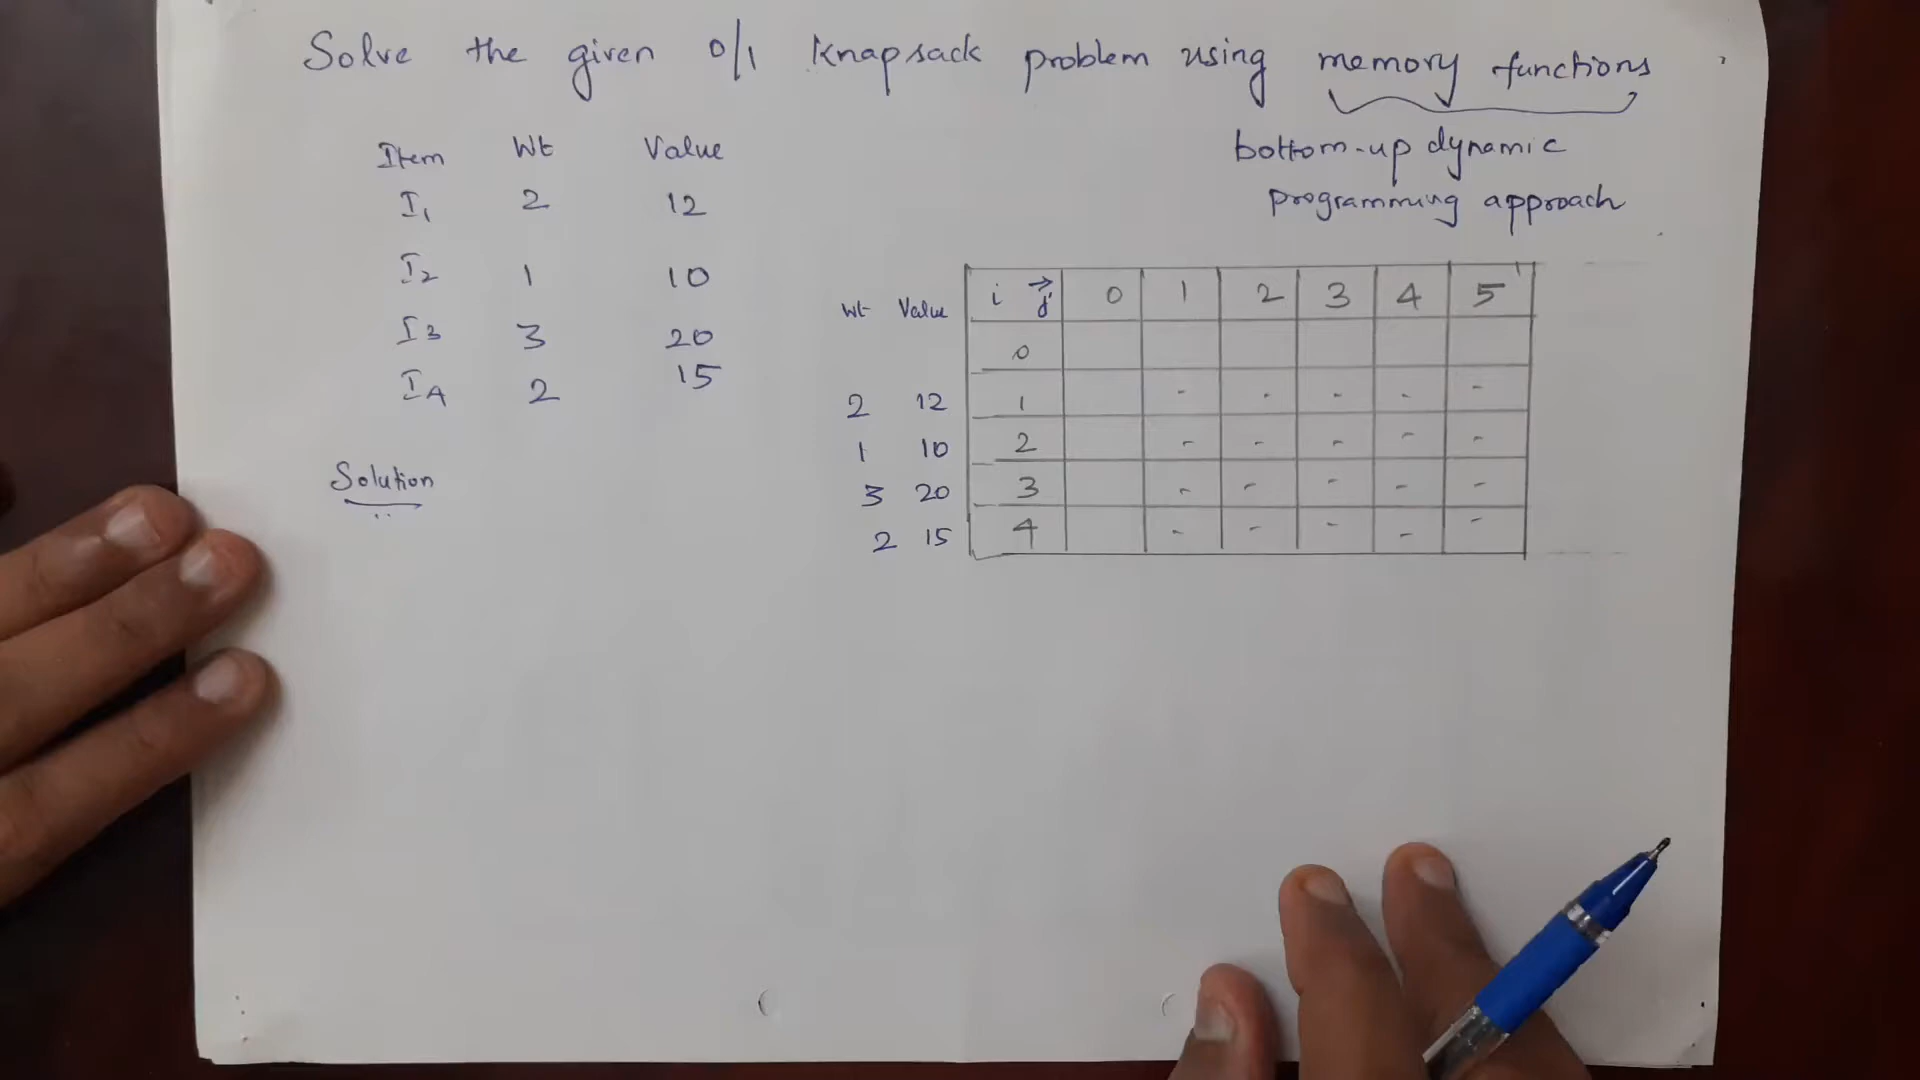 Solve the given 0/1 Knapsack problem using memory functions
bottom-up dynamic
programming approach
Item Wt Value
I1 2 12
I2 1 10
I3 3 20
I4 2 15
Solution
Wt Value i j 0 1 2 3 4 5
0
2 12 1 - - - - -
1 10 2 - - - - -
3 20 3 - - - - -
2 15 4 - - - - -